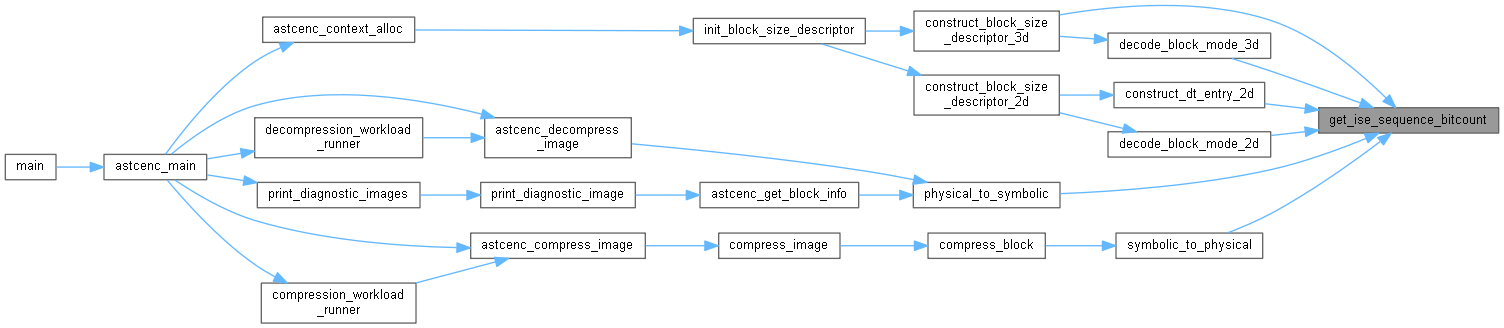 astcenc_context_alloc
init_block_size_descriptor
construct_block_size
_descriptor_3d
decode_block_mode_3d
construct_block_size
_descriptor_2d
construct_dt_entry_2d
get_ise_sequence_bitcount
decompression_workload
_runner
astcenc_decompress
_image
decode_block_mode_2d
main
astcenc_main
print_diagnostic_images
print_diagnostic_image
astcenc_get_block_info
physical_to_symbolic
astcenc_compress_image
compress_image
compress_block
symbolic_to_physical
compression_workload
_runner